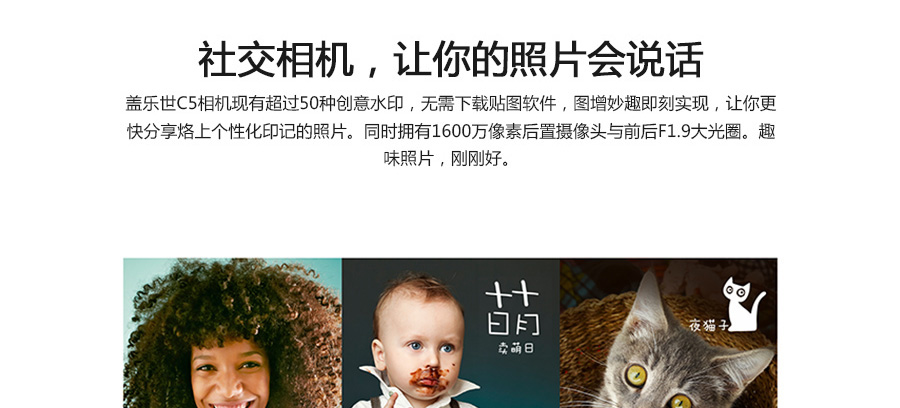 社交相机，让你的照片会说话
盖乐世C5相机现有超过50种创意水印，无需下载贴图软件，图增妙趣即刻实现，让你更
快分享烙上个性化印记的照片。同时拥有1600万像素后置摄像头与前后F1.9大光圈。趣
味照片，刚刚好。
萌
卖萌日
夜猫子